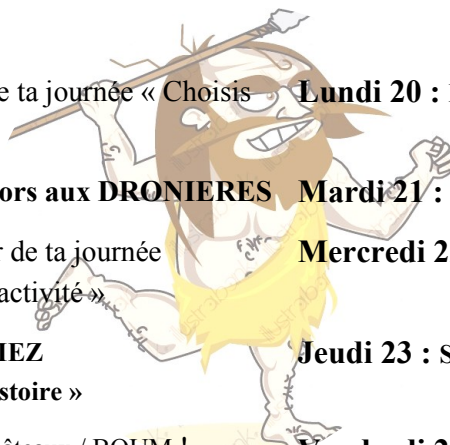 e ta journée « Choisis
Lundi 20 :
ors aux DRONIERES
Mardi 21 :
r de ta journée
Mercredi 2
activité »
IEZ
Jeudi 23 : S
stoire »